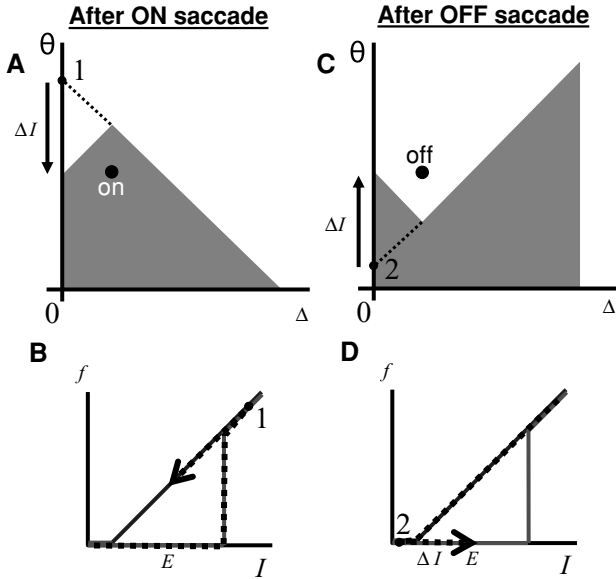 After ON saccade
After OFF saccade
A
θ
1
ΔI
on
0
Δ
C
θ
off
ΔI
2
0
Δ
B
f
1
E
I
D
f
2
ΔI
E
I